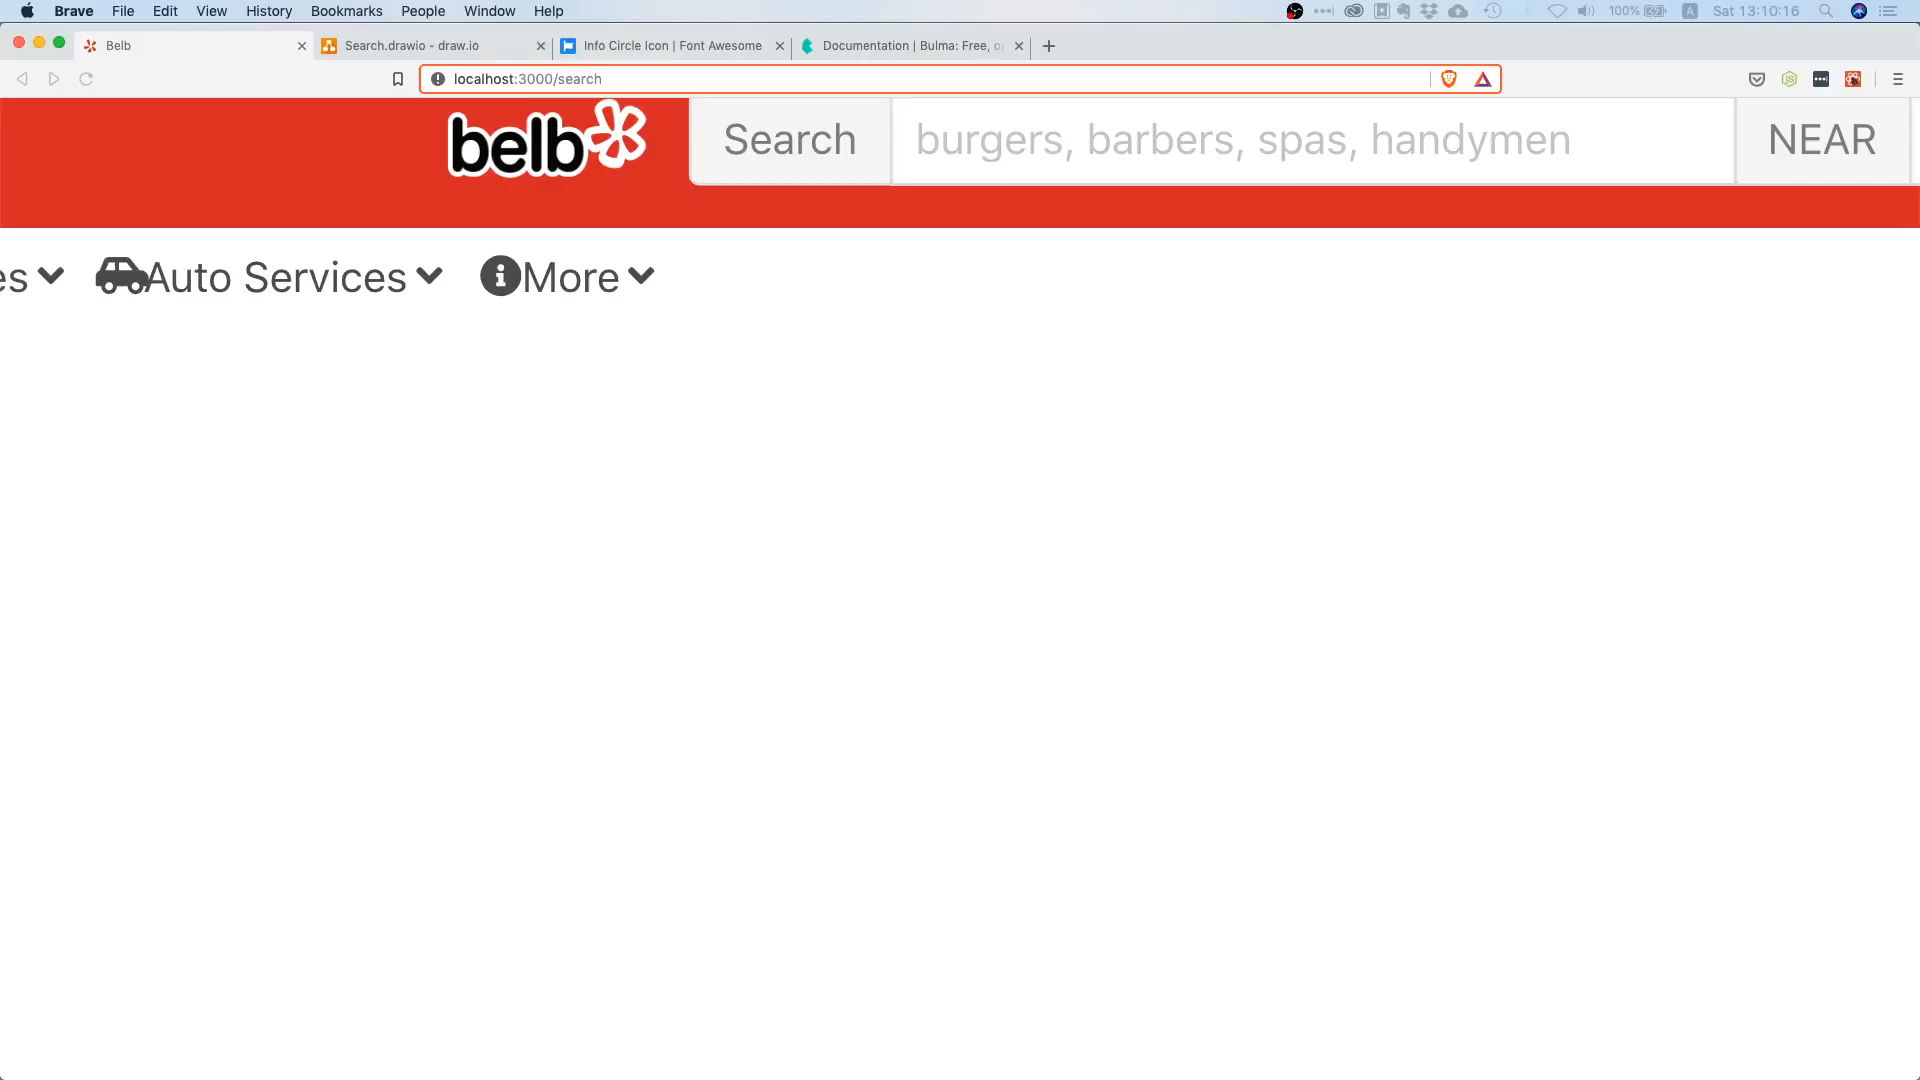 Brave File Edit View History Bookmarks People Window Help 100% A Sat 13:10:16
Belb Search.drawio - draw.io Info Circle Icon | Font Awesome Documentation | Bulma: Free, o
localhost:3000/search
belb Search burgers, barbers, spas, handymen NEAR
es Auto Services More